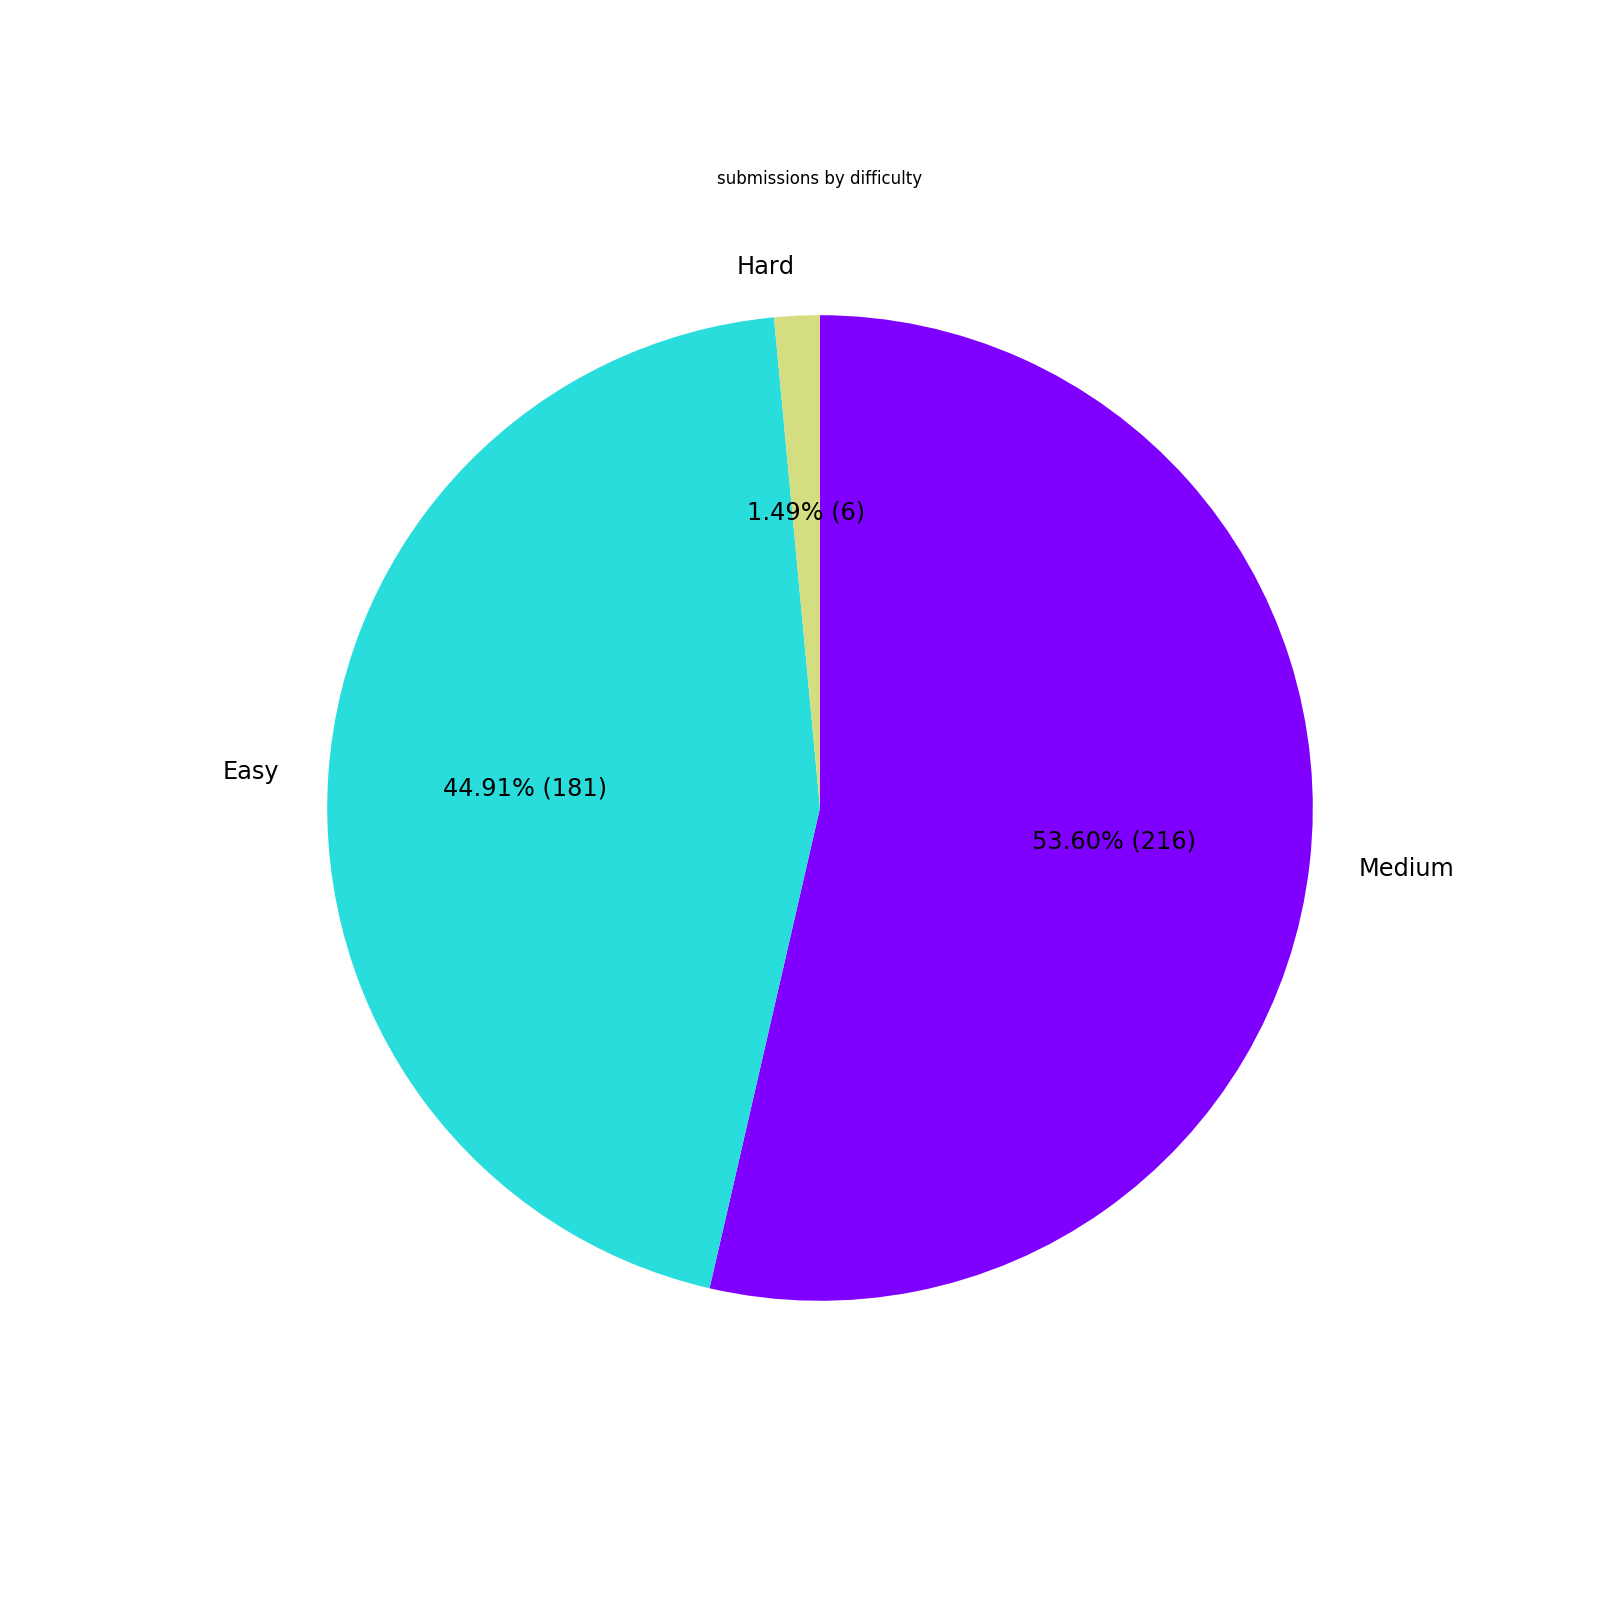 submissions by difficulty
Hard
1.49% (6)
Easy
44.91% (181)
53.60% (216)
Medium